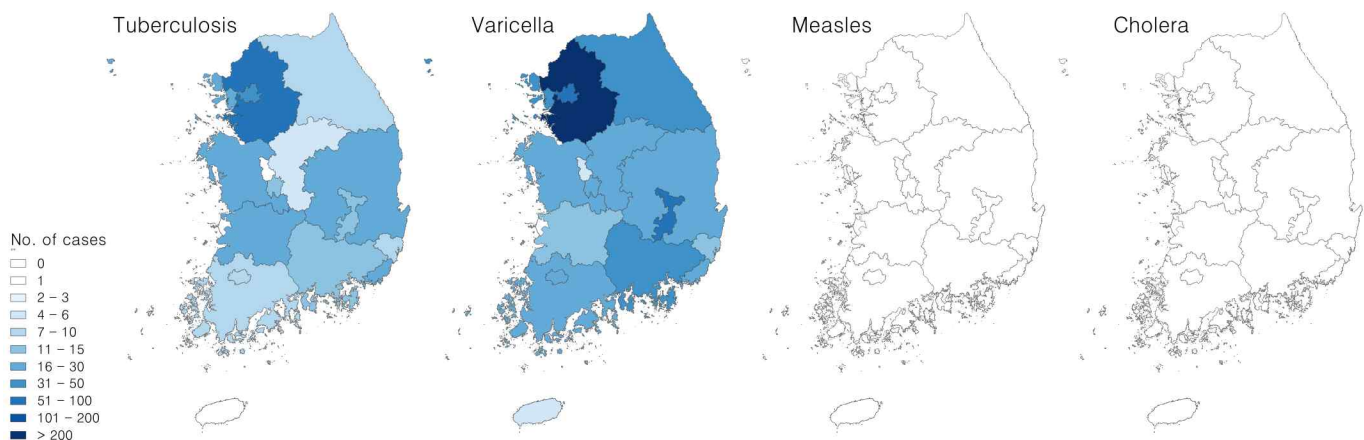 Tuberculosis
Varicella
Measles
Cholera
No. of cases
0
1
2 – 3
4 – 6
7 – 10
11 – 15
16 – 30
31 – 50
51 – 100
101 – 200
> 200